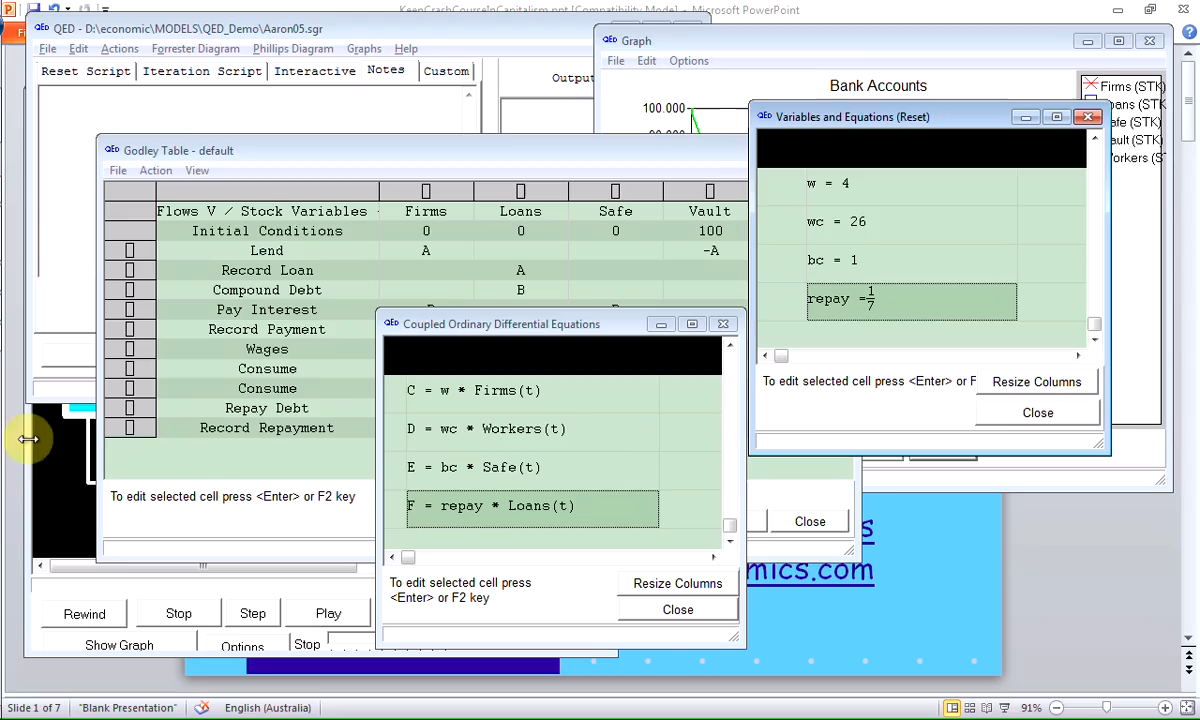 KeenCrashCourseInCapitalism.ppt [Compatibility Mode] - Microsoft PowerPoint
QED - D:\economic\MODELS\QED_Demo\Aaron05.sgr
File Edit Actions Forrester Diagram Phillips Diagram Graphs Help
Reset Script Iteration Script Interactive Notes Custom
Graph
File Edit Options
Bank Accounts
100.000
Firms (STK)
Variables and Equations (Reset)
w = 4
wc = 26
bc = 1
repay = 1/7
To edit selected cell press <Enter> or F
Resize Columns
Close
Godley Table - default
File Action View
Flows V / Stock Variables - Firms Loans Safe Vault
Initial Conditions 0 0 0 100
Lend A -A
Record Loan A
Compound Debt B
Pay Interest
Record Payment
Wages
Consume
Consume
Repay Debt
Record Repayment
To edit selected cell press <Enter> or F2 key
Close
Coupled Ordinary Differential Equations
C = w * Firms(t)
D = wc * Workers(t)
E = bc * Safe(t)
F = repay * Loans(t)
To edit selected cell press
<Enter> or F2 key
Resize Columns
Close
Rewind Stop Step Play
Show Graph Options Stop
Slide 1 of 7 "Blank Presentation" English (Australia) 91%